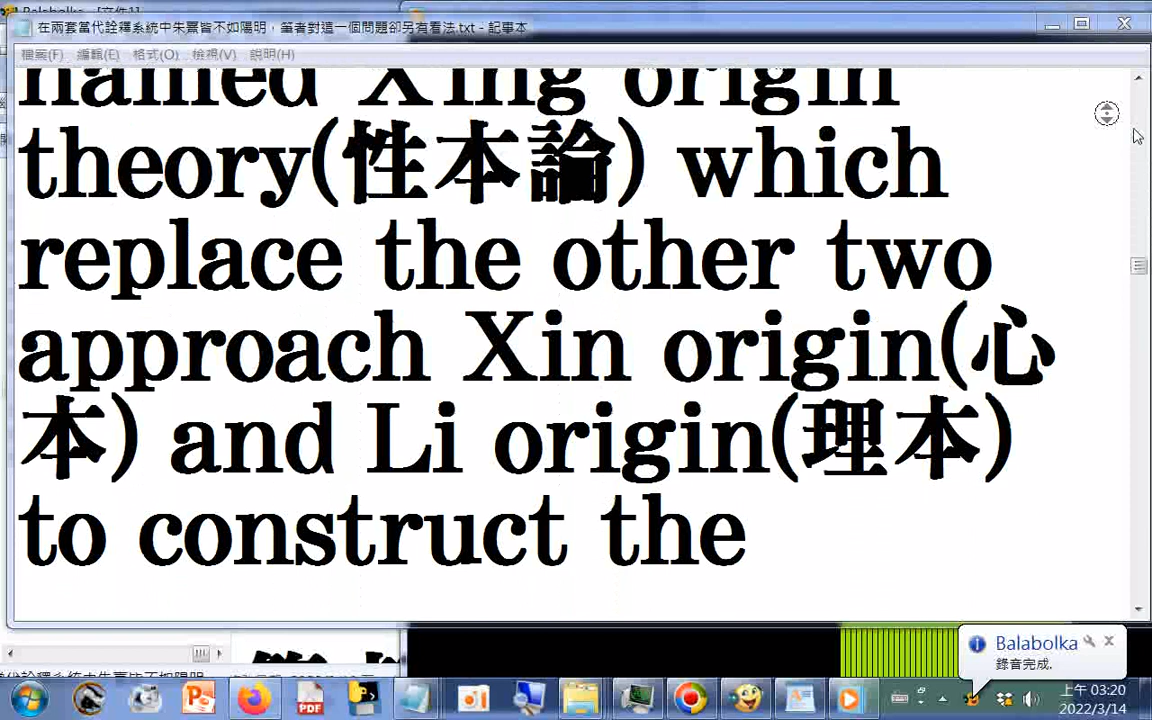 Balabolka - [文件1]
在兩套當代詮釋系統中朱熹皆不如陽明，筆者對這一個問題卻另有看法.txt - 記事本
檔案(F) 編輯(E) 格式(O) 檢視(V) 說明(H)
named Xing origin
theory(性本論) which
replace the other two
approach Xin origin(心
本) and Li origin(理本)
to construct the
Balabolka
錄音完成.
上午 03:20
2022/3/14